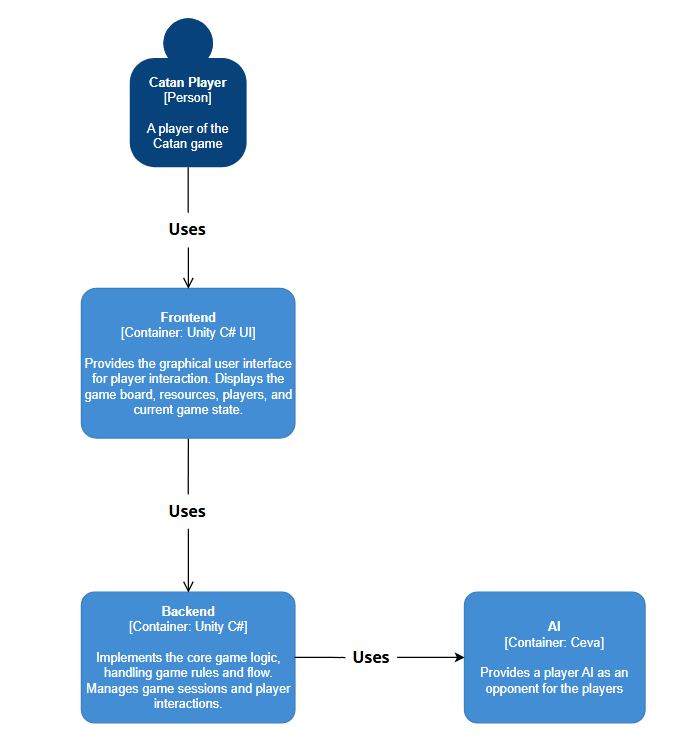 Catan Player
[Person]
A player of the
Catan game
Uses
Frontend
[Container: Unity C# UI]
Provides the graphical user interface
for player interaction. Displays the
game board, resources, players, and
current game state.
Uses
Backend
[Container: Unity C#]
Implements the core game logic,
handling game rules and flow.
Manages game sessions and player
interactions.
Uses
AI
[Container: Ceva]
Provides a player AI as an
opponent for the players